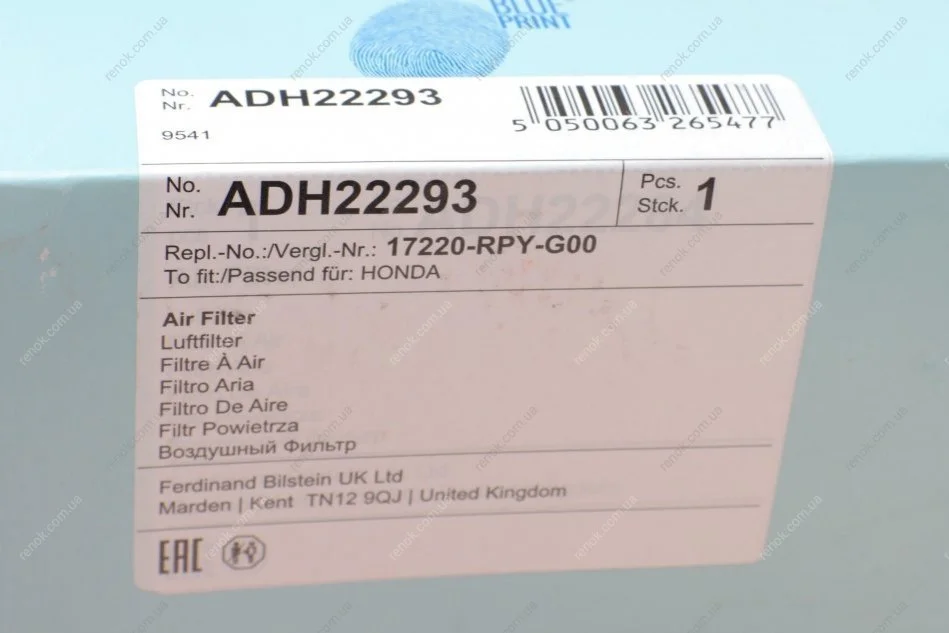 BLUE
PRINT
No.
Nr. ADH22293
9541
5 050063 265477
No.
Nr. ADH22293
Pcs.
Stck. 1
Repl.-No.:/Vergl.-Nr.: 17220-RPY-G00
To fit:/Passend für: HONDA
Air Filter
Luftfilter
Filtre À Air
Filtro Aria
Filtro De Aire
Filtr Powietrza
Воздушный Фильтр
Ferdinand Bilstein UK Ltd
Marden | Kent TN12 9QJ | United Kingdom
EAC
renok.com.ua